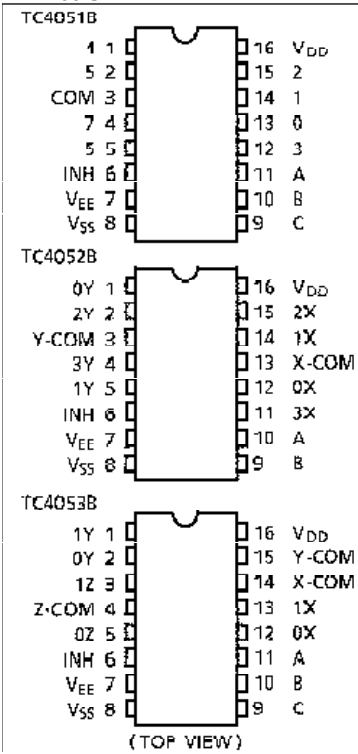 TC4051B
4 1 16 VDD
5 2 15 2
COM 3 14 1
7 4 13 0
5 5 12 3
INH 6 11 A
VEE 7 10 B
VSS 8 9 C
TC4052B
0Y 1 16 VDD
2Y 2 15 2X
Y-COM 3 14 1X
3Y 4 13 X-COM
1Y 5 12 0X
INH 6 11 3X
VEE 7 10 A
VSS 8 9 B
TC4053B
1Y 1 16 VDD
0Y 2 15 Y-COM
1Z 3 14 X-COM
Z-COM 4 13 1X
0Z 5 12 0X
INH 6 11 A
VEE 7 10 B
VSS 8 9 C
(TOP VIEW)